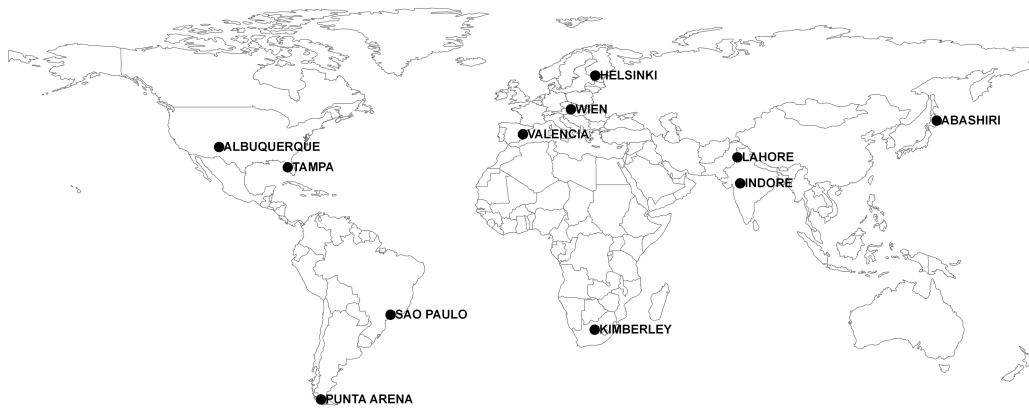 HELSINKI
WIEN
ABASHIRI
VALENCIA
ALBUQUERQUE
LAHORE
TAMPA
INDORE
SAO PAULO
KIMBERLEY
PUNTA ARENA